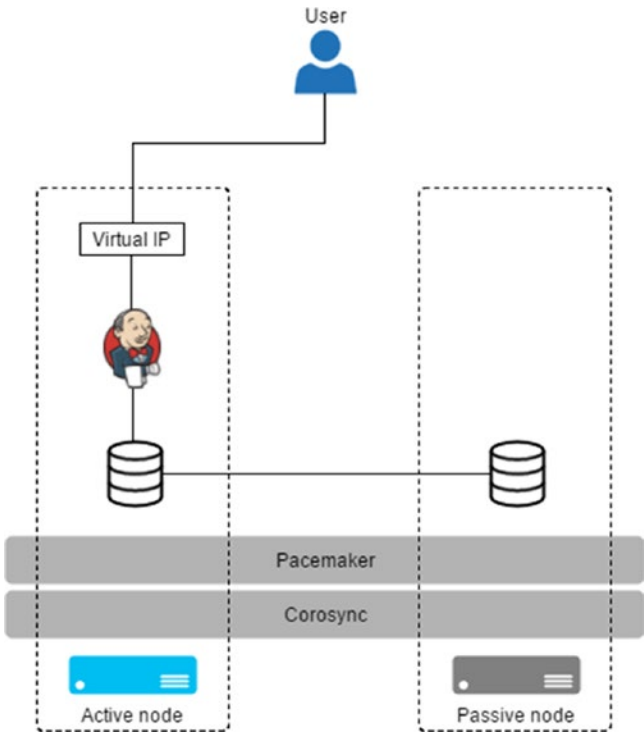 User
Virtual IP
Pacemaker
Corosync
Active node
Passive node